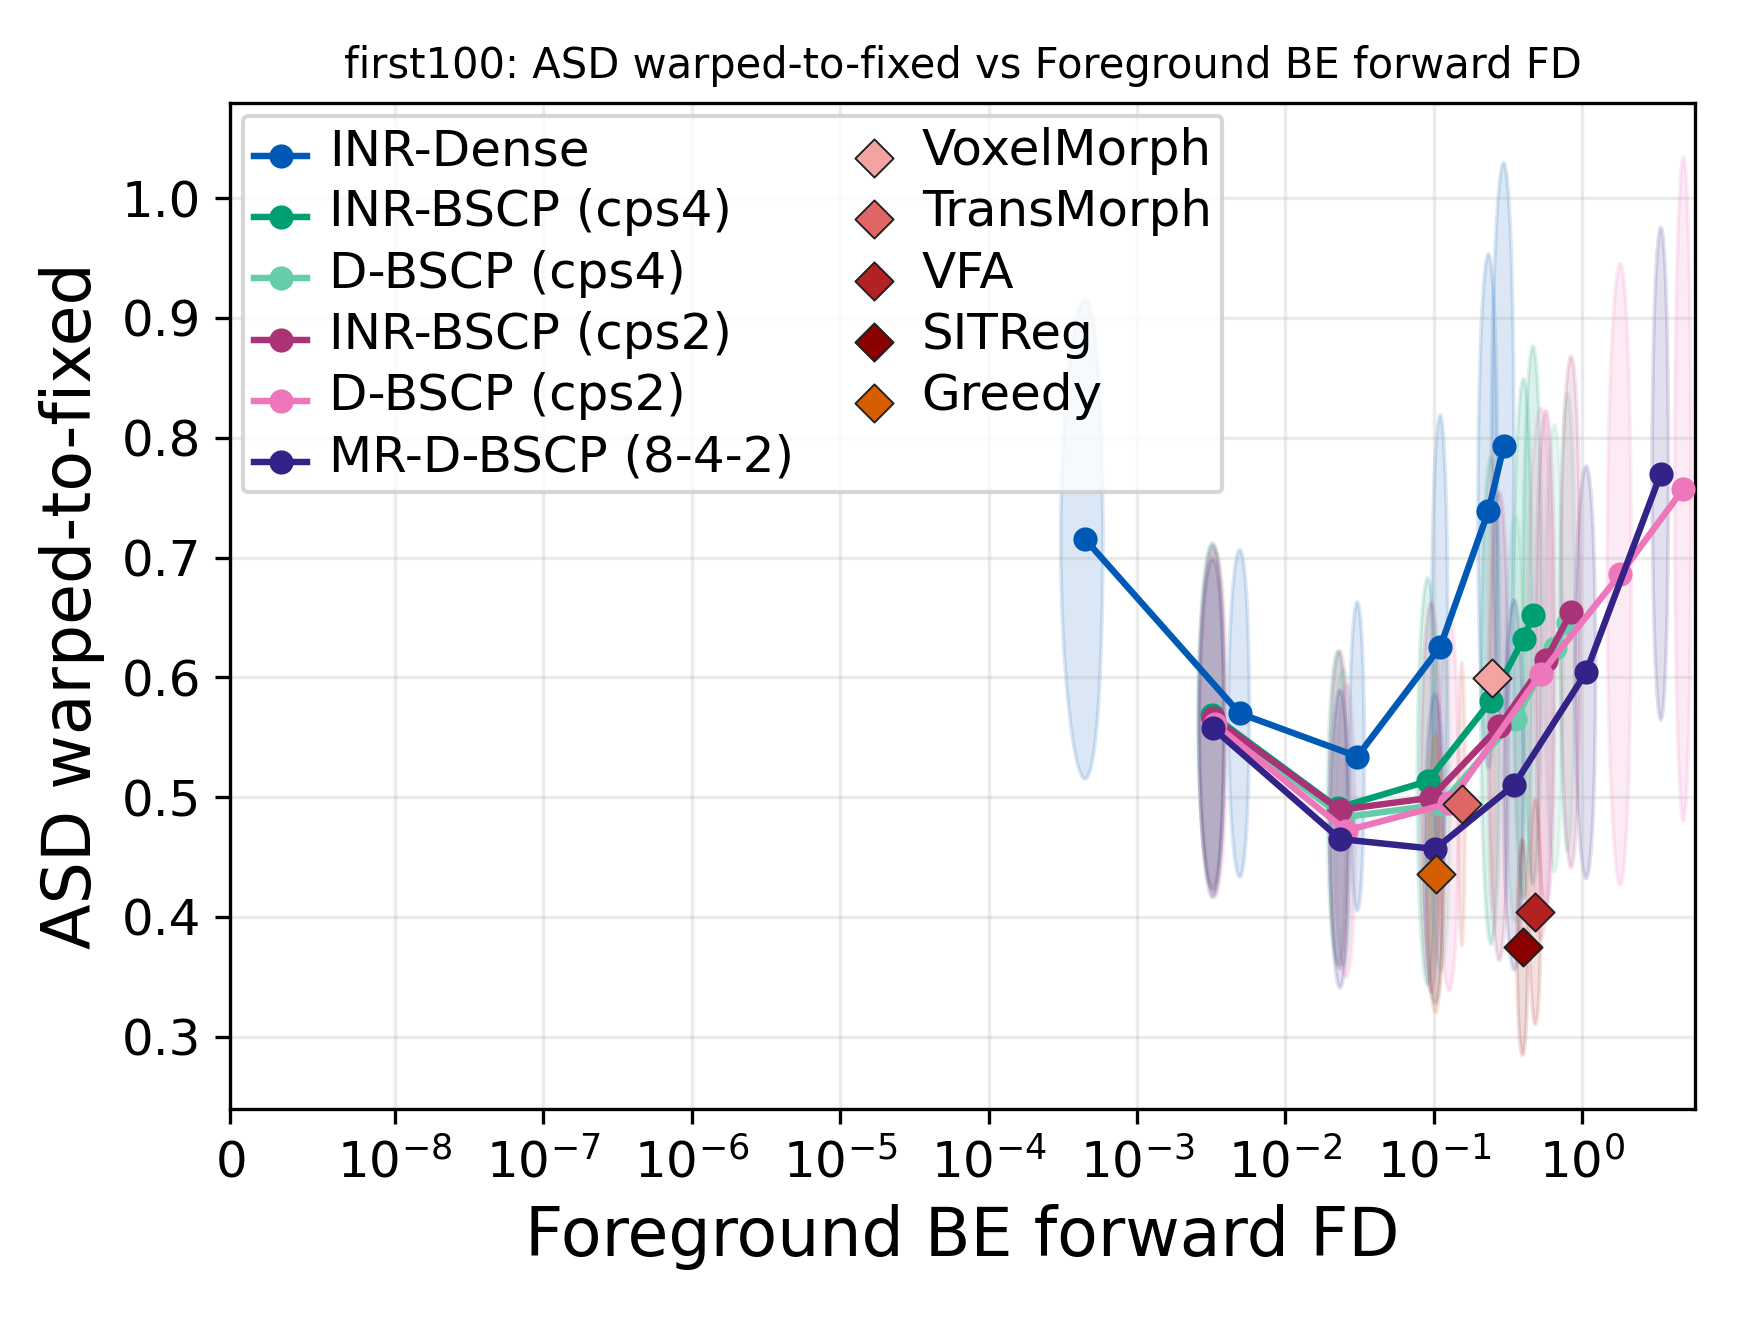 first100: ASD warped-to-fixed vs Foreground BE forward FD
INR-Dense
INR-BSCP (cps4)
D-BSCP (cps4)
INR-BSCP (cps2)
D-BSCP (cps2)
MR-D-BSCP (8-4-2)
VoxelMorph
TransMorph
VFA
SITReg
Greedy
ASD warped-to-fixed
1.0
0.9
0.8
0.7
0.6
0.5
0.4
0.3
0 10⁻⁸ 10⁻⁷ 10⁻⁶ 10⁻⁵ 10⁻⁴ 10⁻³ 10⁻² 10⁻¹ 10⁰
Foreground BE forward FD